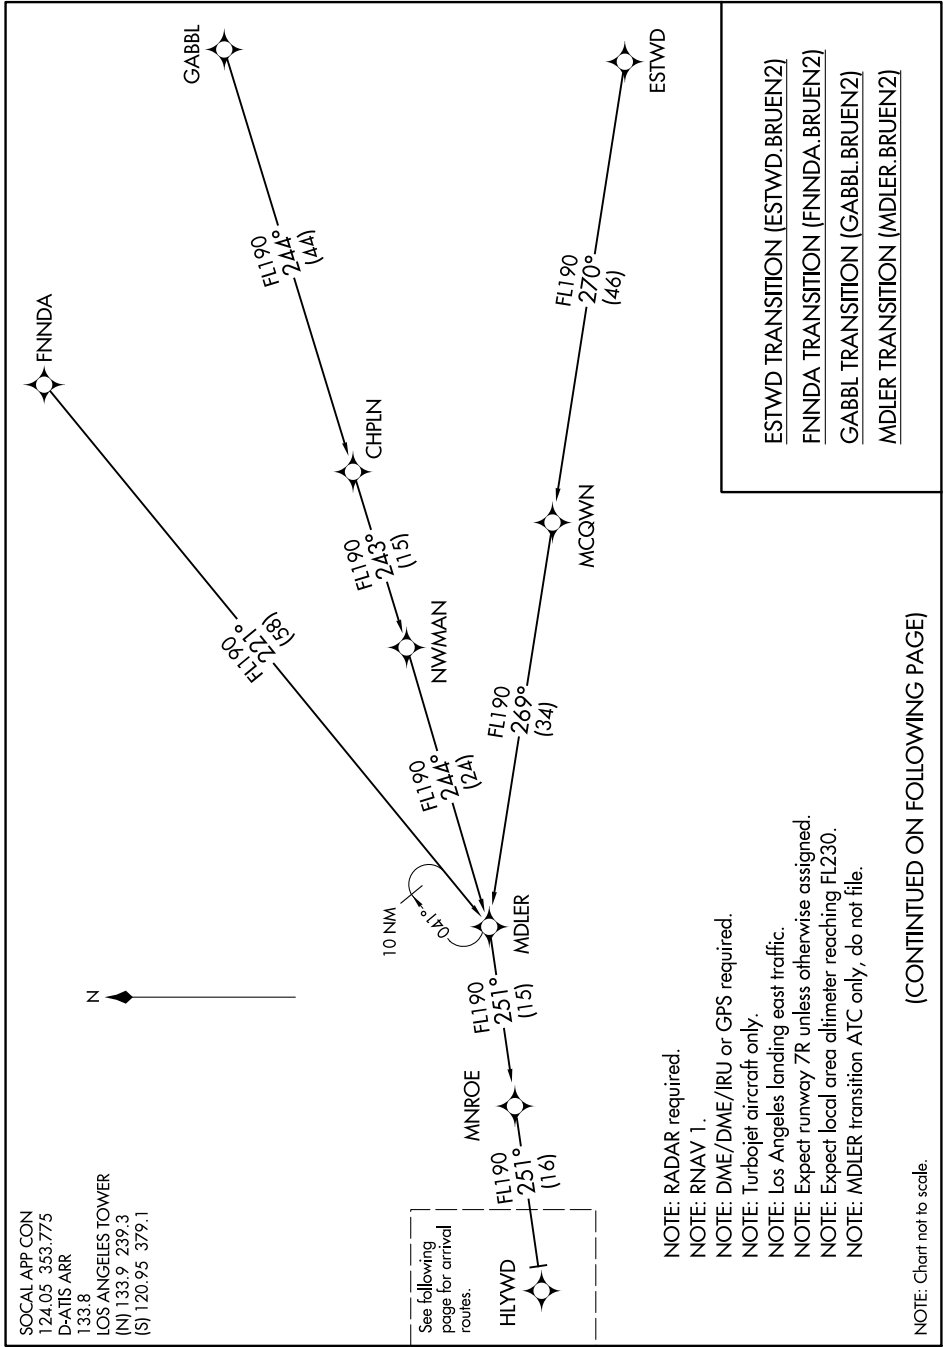 SOCAL APP CON
124.05 353.775
D-ATIS ARR
133.8
LOS ANGELES TOWER
(N) 133.9 239.3
(S) 120.95 379.1
N
FNNDA
GABBL
FL190
221°
(58)
FL190
244°
(44)
CHPLN
FL190
243°
(15)
NWMAN
FL190
244°
(24)
10 NM
041°
ESTWD
FL190
270°
(46)
MCQWN
FL190
269°
(34)
MDLER
FL190
251°
(15)
MNROE
FL190
251°
(16)
HLYWD
See following
page for arrival
routes.
NOTE: RADAR required.
NOTE: RNAV 1.
NOTE: DME/DME/IRU or GPS required.
NOTE: Turbojet aircraft only.
NOTE: Los Angeles landing east traffic.
NOTE: Expect runway 7R unless otherwise assigned.
NOTE: Expect local area altimeter reaching FL230.
NOTE: MDLER transition ATC only, do not file.
ESTWD TRANSITION (ESTWD.BRUEN2)
FNNDA TRANSITION (FNNDA.BRUEN2)
GABBL TRANSITION (GABBL.BRUEN2)
MDLER TRANSITION (MDLER.BRUEN2)
(CONTINTUED ON FOLLOWING PAGE)
NOTE: Chart not to scale.